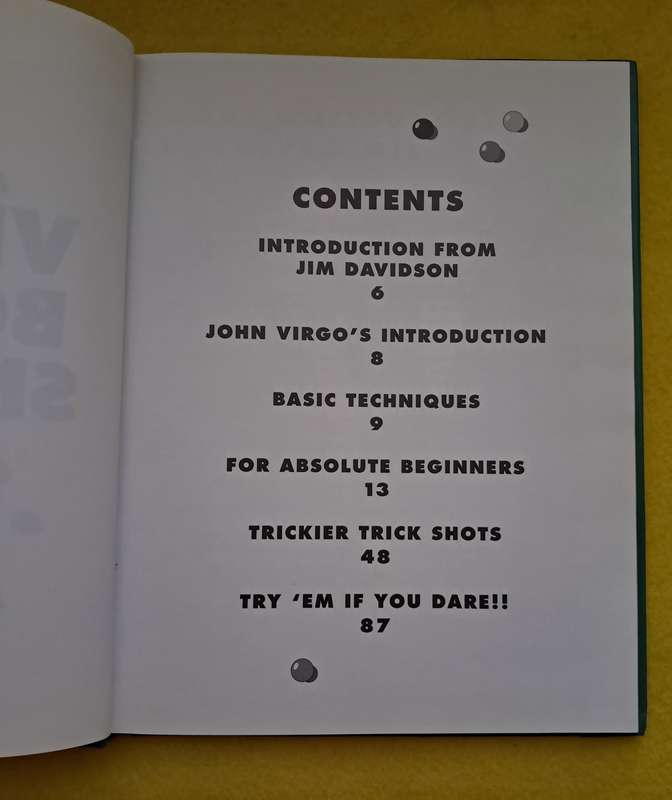 CONTENTS
INTRODUCTION FROM
JIM DAVIDSON
6
JOHN VIRGO'S INTRODUCTION
8
BASIC TECHNIQUES
9
FOR ABSOLUTE BEGINNERS
13
TRICKIER TRICK SHOTS
48
TRY ‘EM IF YOU DARE!!
87